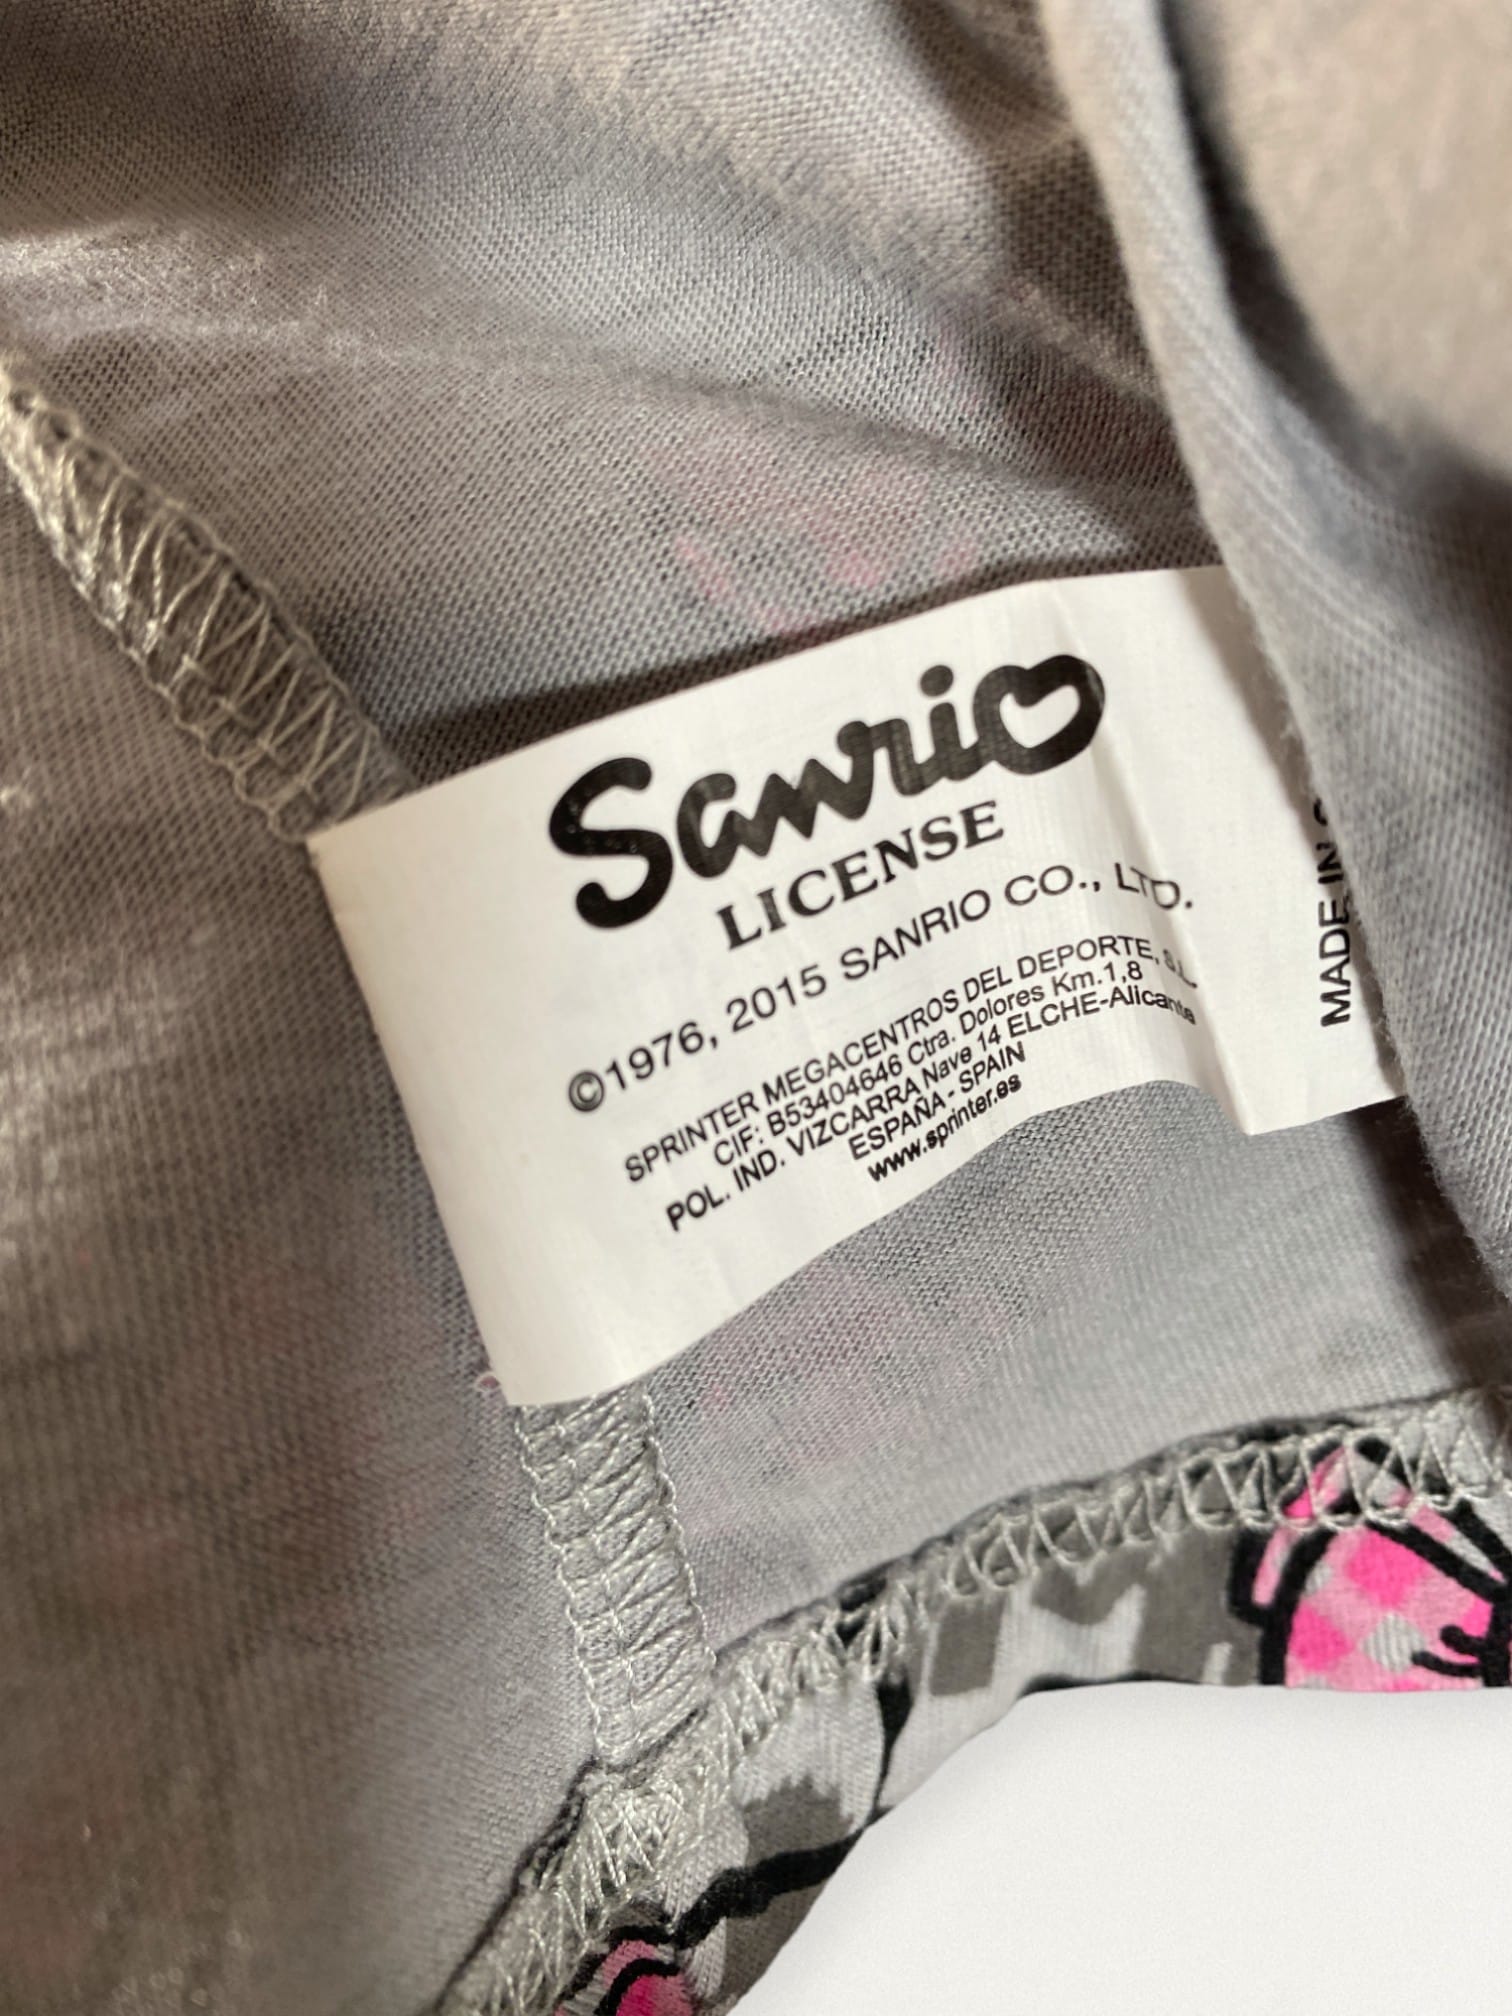 Sanrio
LICENSE
©1976, 2015 SANRIO CO., LTD.
SPRINTER MEGACENTROS DEL DEPORTE, S.L.
CIF: B53404646 Ctra. Dolores Km.1,8
POL. IND. VIZCARRA Nave 14 ELCHE-Alicante
ESPAÑA - SPAIN
www.sprinter.es
MADE IN